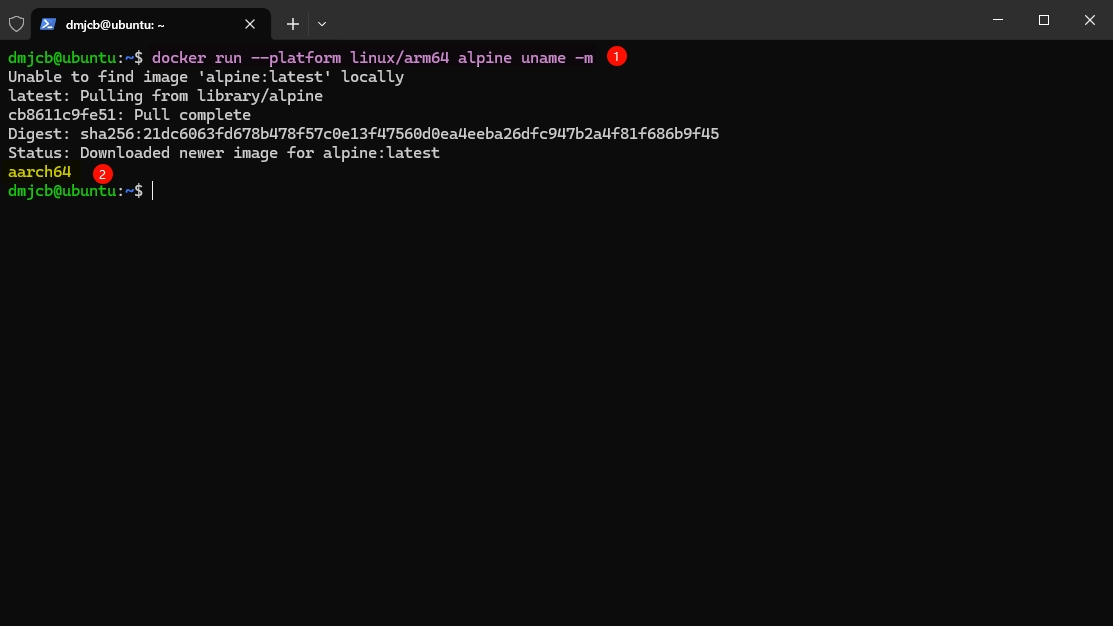 dmjcb@ubuntu: ~
dmjcb@ubuntu:~$ docker run --platform linux/arm64 alpine uname -m 1
Unable to find image 'alpine:latest' locally
latest: Pulling from library/alpine
cb8611c9fe51: Pull complete
Digest: sha256:21dc6063fd678b478f57c0e13f47560d0ea4eeba26dfc947b2a4f81f686b9f45
Status: Downloaded newer image for alpine:latest
aarch64 2
dmjcb@ubuntu:~$